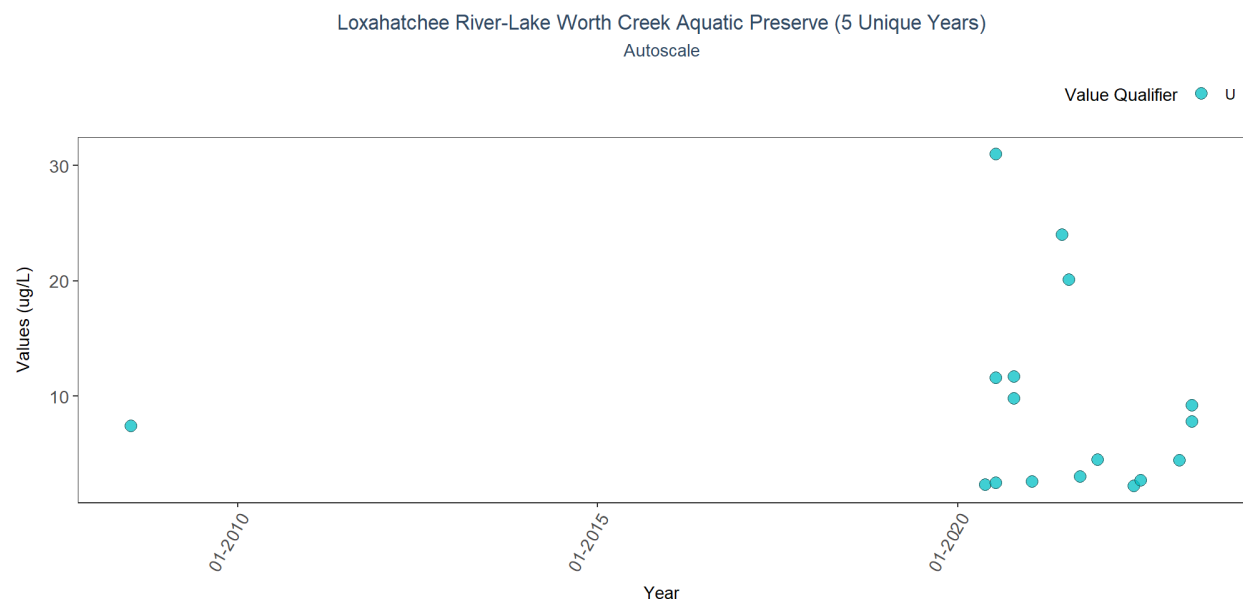 Loxahatchee River-Lake Worth Creek Aquatic Preserve (5 Unique Years)
Autoscale
Value Qualifier U
Values (ug/L)
30
20
10
01-2010
01-2015
01-2020
Year